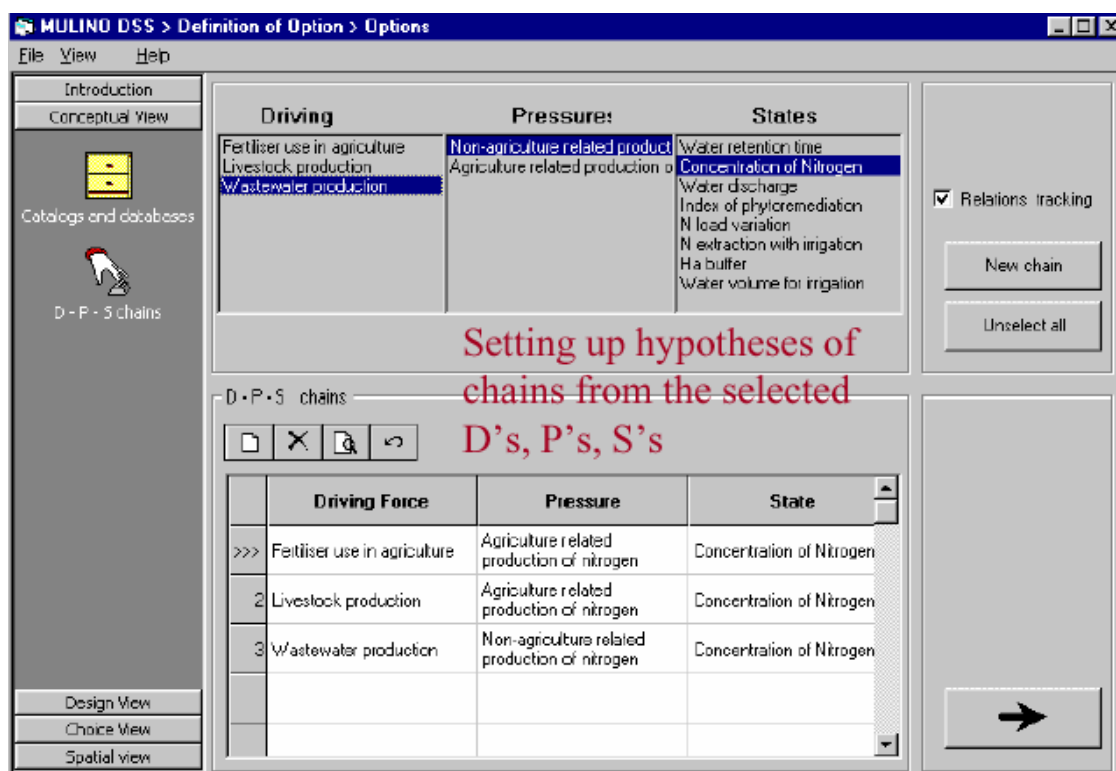 MULINO DSS > Definition of Option > Options
File View Help
Introduction
Conceptual View
Catalogs and databases
D - P - S chains
Design View
Choice View
Spatial view
Driving
Fertiliser use in agriculture
Livestock production
Wastewater production
Pressures
Non-agriculture related product
Agriculture related production o
States
Water retention time
Concentration of Nitrogen
Water discharge
Index of phytoremediation
N load variation
N extraction with irrigation
Ha buffer
Water volume for irrigation
Relations tracking
New chain
Unselect all
Setting up hypotheses of
chains from the selected
D's, P's, S's
D - P - S chains
Driving Force Pressure State
>>> Fertiliser use in agriculture Agriculture related Concentration of Nitrogen
production of nitrogen
2 Livestock production Agriculture related Concentration of Nitrogen
production of nitrogen
3 Wastewater production Non-agriculture related Concentration of Nitrogen
production of nitrogen